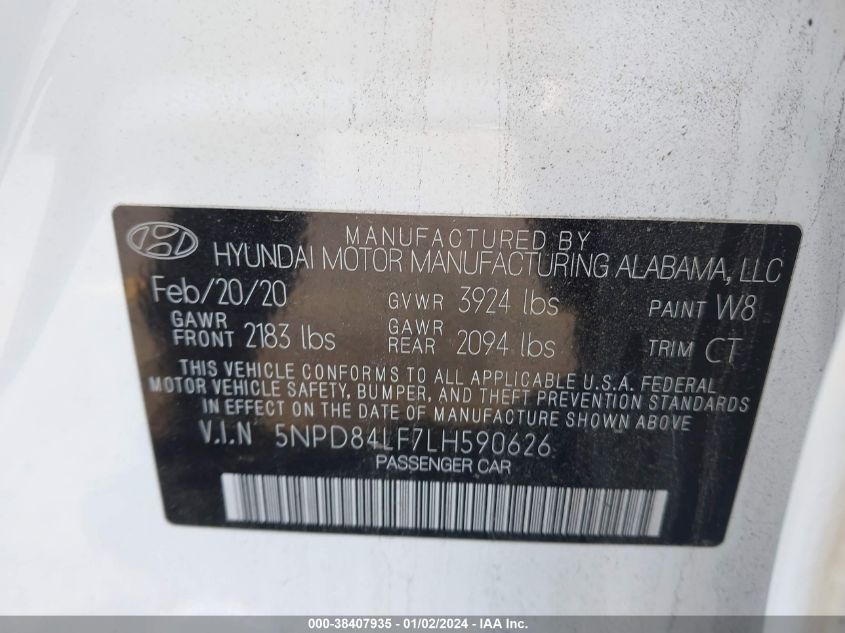 MANUFACTURED BY
HYUNDAI MOTOR MANUFACTURING ALABAMA, LLC
Feb/20/20 GVWR 3924 lbs PAINT W8
GAWR FRONT 2183 lbs GAWR REAR 2094 lbs TRIM CT
THIS VEHICLE CONFORMS TO ALL APPLICABLE U.S.A. FEDERAL
MOTOR VEHICLE SAFETY, BUMPER, AND THEFT PREVENTION STANDARDS
IN EFFECT ON THE DATE OF MANUFACTURE SHOWN ABOVE
V.I.N 5NPD84LF7LH590626
PASSENGER CAR
000-38407935 - 01/02/2024 - IAA Inc.